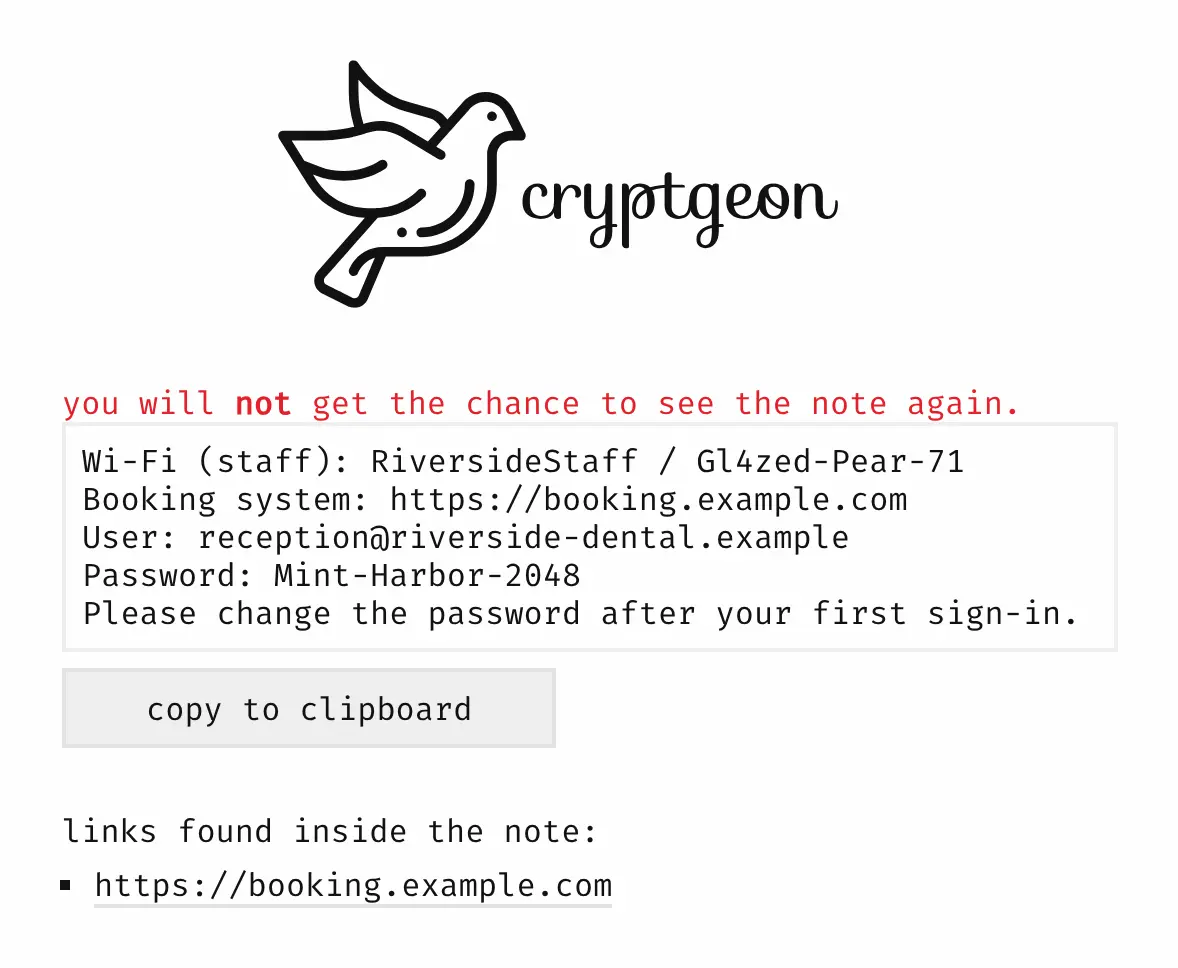 cryptgeon
you will not get the chance to see the note again.
Wi-Fi (staff): RiversideStaff / Gl4zed-Pear-71
Booking system: https://booking.example.com
User: reception@riverside-dental.example
Password: Mint-Harbor-2048
Please change the password after your first sign-in.
copy to clipboard
links found inside the note:
https://booking.example.com